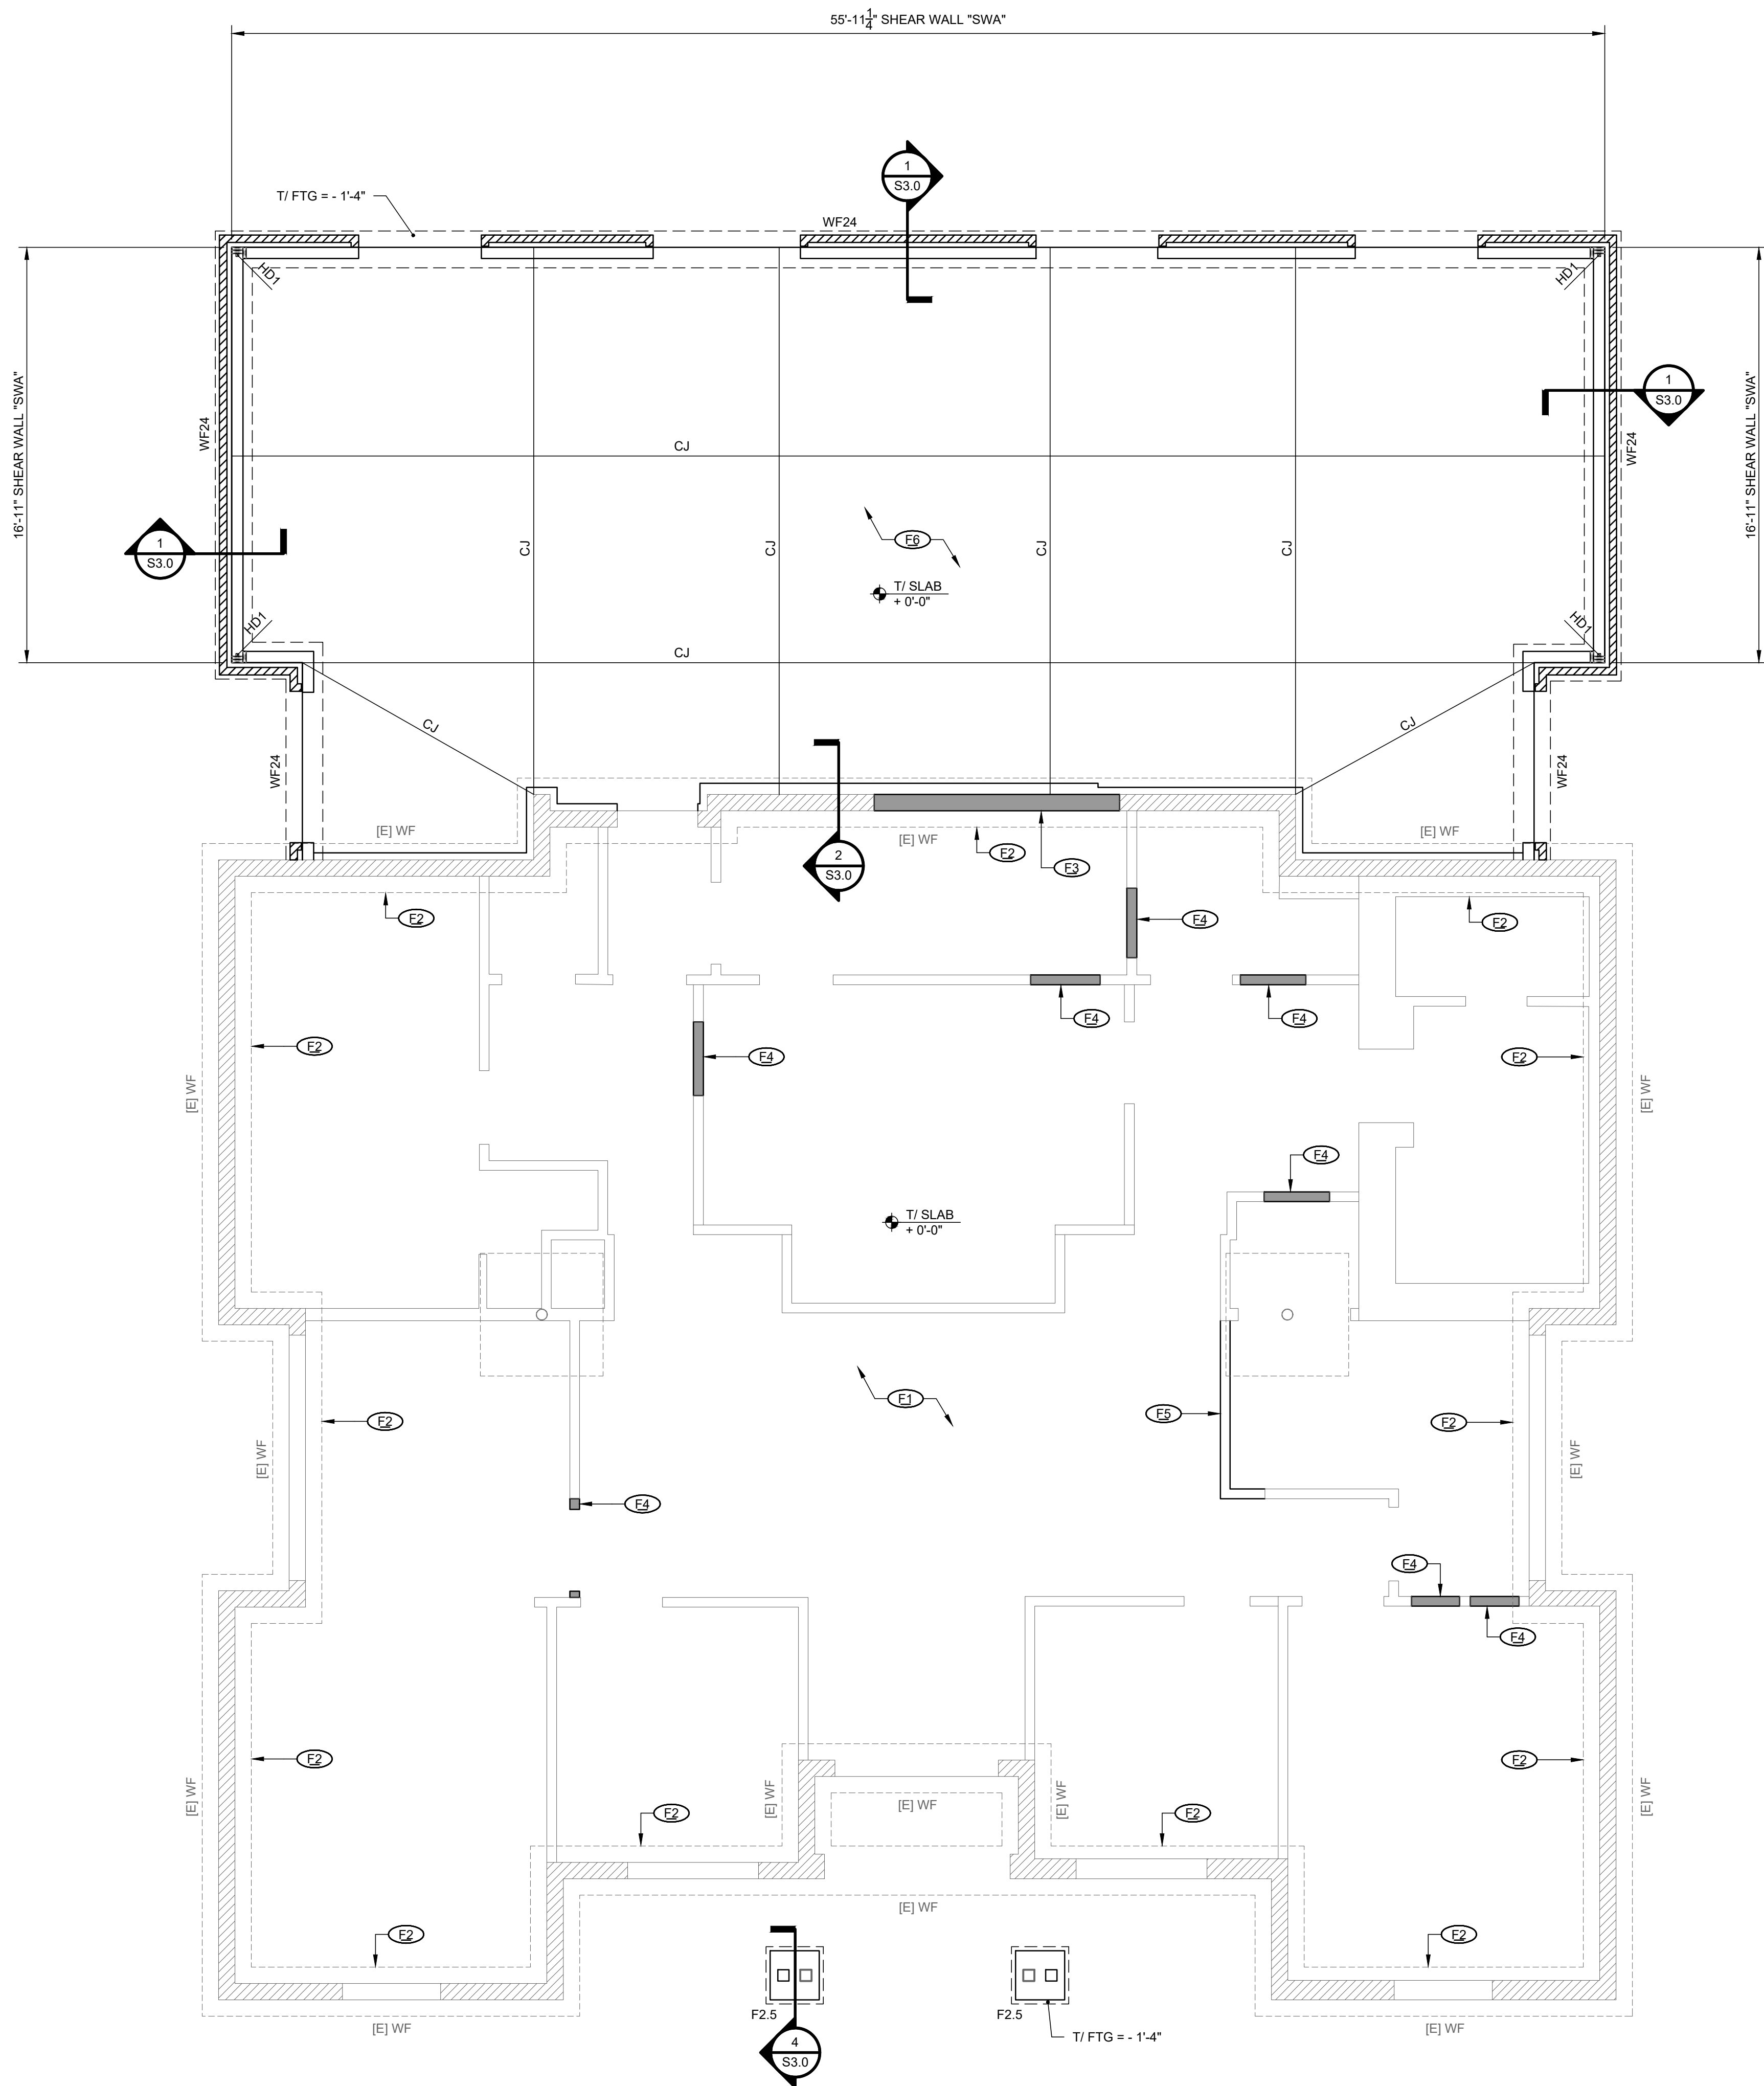 55'-11 1/4" SHEAR WALL "SWA"
1
S3.0
T/ FTG = - 1'-4"
WF24
HD1
HD1
16'-11" SHEAR WALL "SWA"
16'-11" SHEAR WALL "SWA"
1
S3.0
WF24
WF24
CJ
1
S3.0
CJ
CJ
F6
CJ
CJ
T/ SLAB
+ 0'-0"
HD1
HD1
CJ
CJ
CJ
WF24
WF24
[E] WF
[E] WF
[E] WF
2
S3.0
F2
F3
F2
F4
F2
F4
F4
F2
F4
F2
[E] WF
[E] WF
F4
T/ SLAB
+ 0'-0"
F1
F5
F2
F2
[E] WF
[E] WF
F4
F4
F4
F2
F2
[E] WF
[E] WF
[E] WF
[E] WF
[E] WF
F2
F2
[E] WF
F2
F2
F2.5
F2.5
[E] WF
[E] WF
T/ FTG = - 1'-4"
4
S3.0